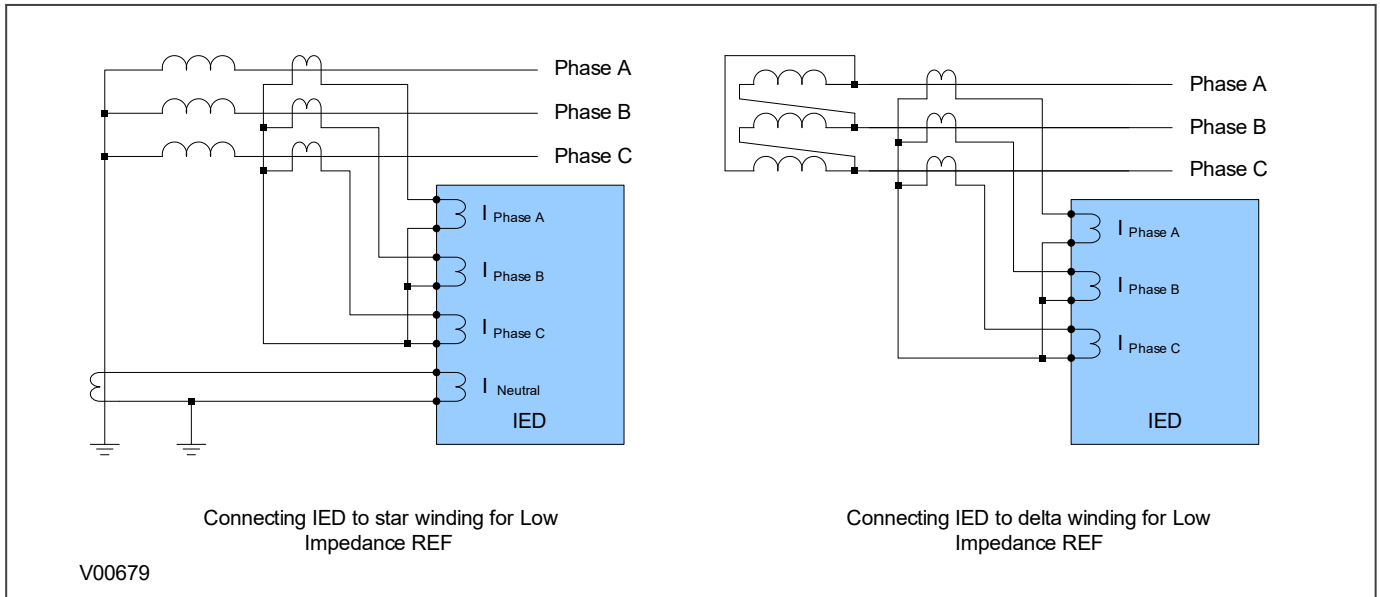 Phase A
Phase B
Phase C
I Phase A
I Phase B
I Phase C
I Neutral
IED
Connecting IED to star winding for Low
Impedance REF
Phase A
Phase B
Phase C
I Phase A
I Phase B
I Phase C
IED
Connecting IED to delta winding for Low
Impedance REF
V00679